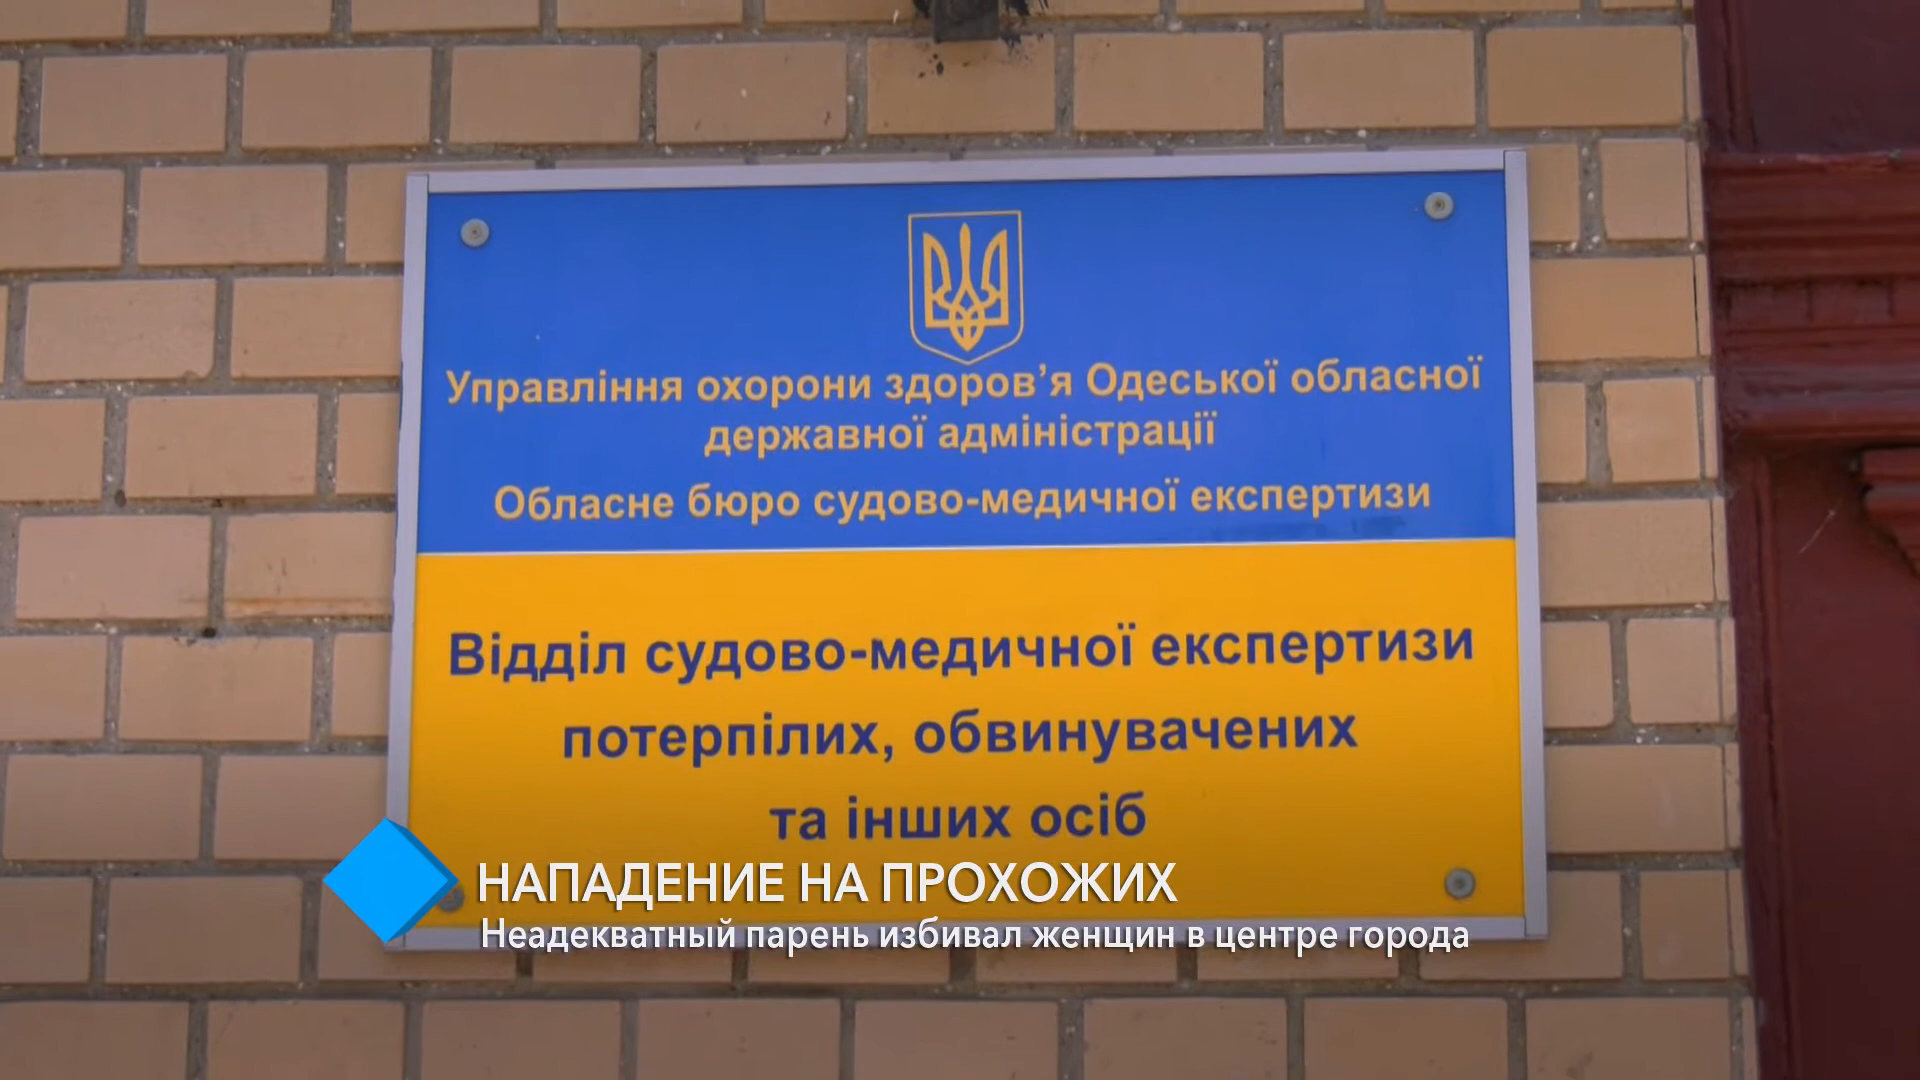 Управління охорони здоров’я Одеської обласної
державної адміністрації
Обласне бюро судово-медичної експертизи
Відділ судово-медичної експертизи
потерпілих, обвинувачених
та інших осіб
НАПАДЕНИЕ НА ПРОХОЖИХ
Неадекватный парень избивал женщин в центре города